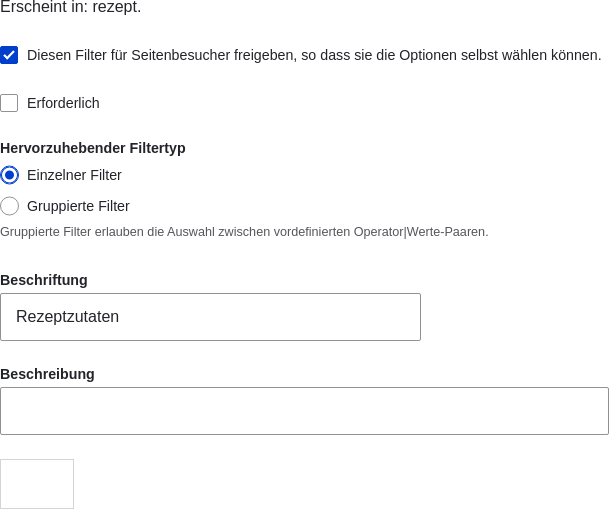 Erscheint in: rezept.
Diesen Filter für Seitenbesucher freigeben, so dass sie die Optionen selbst wählen können.
Erforderlich
Hervorzuhebender Filtertyp
Einzelner Filter
Gruppierte Filter
Gruppierte Filter erlauben die Auswahl zwischen vordefinierten Operator|Werte-Paaren.
Beschriftung
Rezeptzutaten
Beschreibung